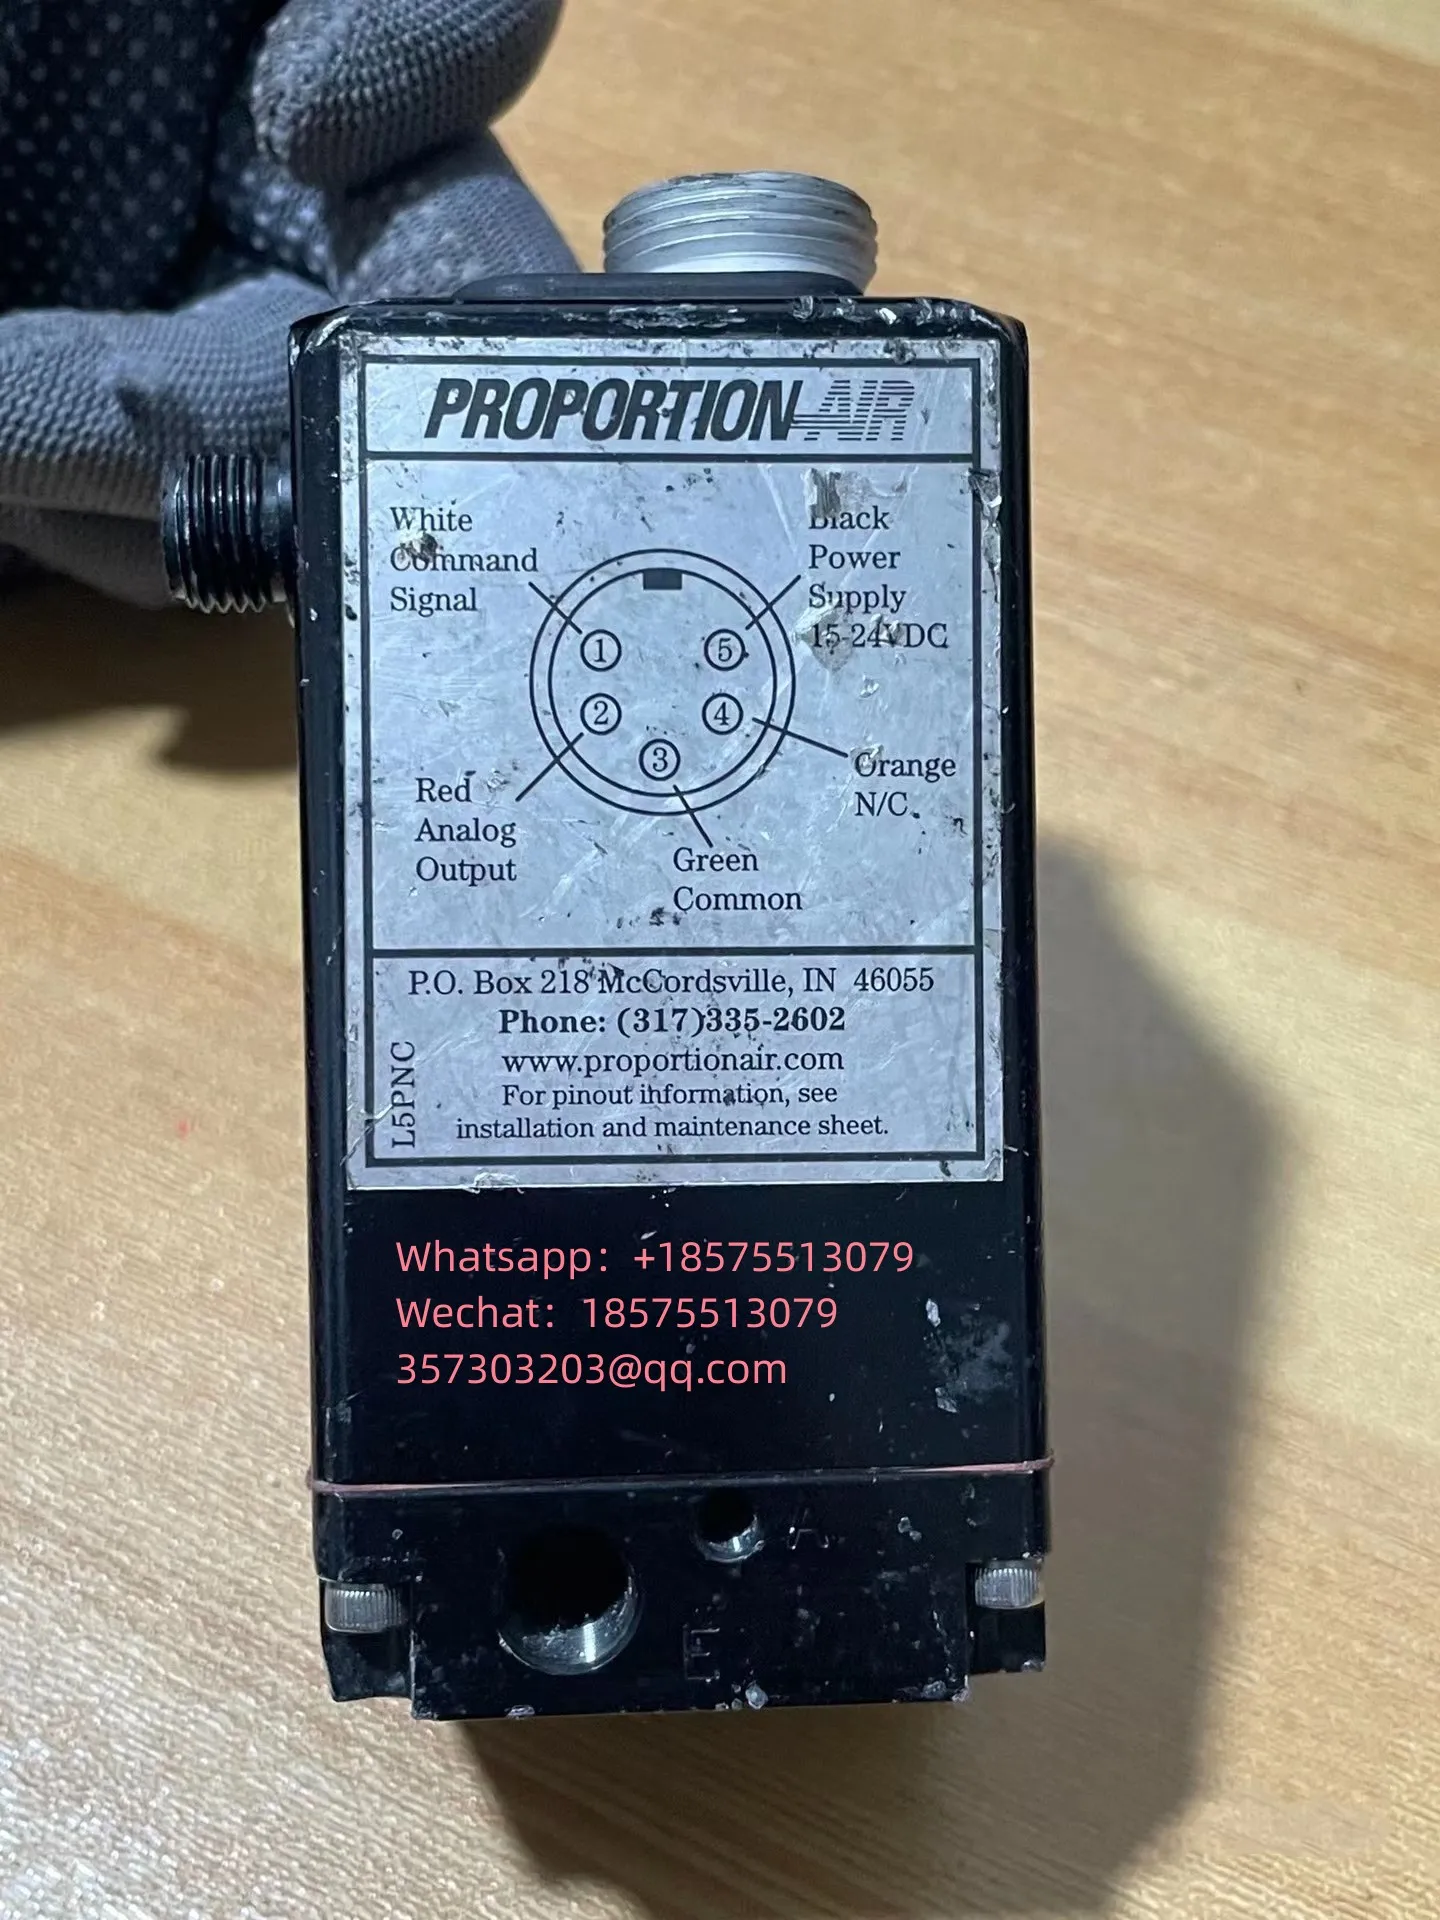 PROPORTIONAIR
White
Command
Signal
Black
Power
Supply
15-24VDC
1
5
2
4
3
Orange
N/C
Red
Analog
Output
Green
Common
P.O. Box 218 McCordsville, IN 46055
Phone: (317)335-2602
www.proportionair.com
For pinout information, see
installation and maintenance sheet.
L5PNC
Whatsapp：+18575513079
Wechat：18575513079
357303203@qq.com
A
E